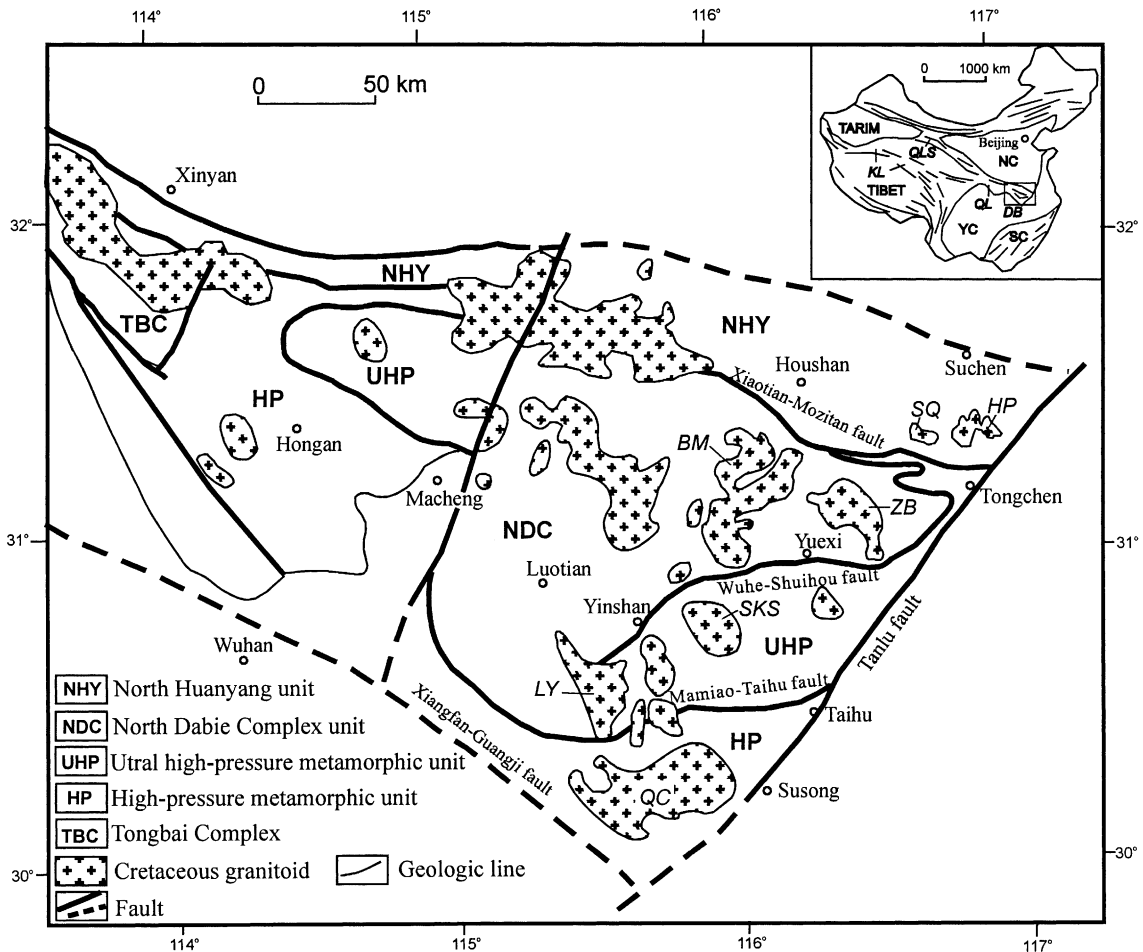 114°
115°
116°
117°
0 50 km
0 1000 km
TARIM
Beijing
QLS
NC
KL
TIBET
QL
DB
YC
SC
Xinyan
32°
32°
NHY
TBC
NHY
UHP
Houshan
Suchen
Xiaotian-Mozitan fault
HP
SQ
HP
Hongan
BM
Macheng
Tongchen
NDC
ZB
31°
31°
Yuexi
Luotian
Wuhe-Shuihou fault
Yinshan
SKS
UHP
Tanlu fault
Wuhan
LY
Mamiao-Taihu fault
Xiangfan-Guangji fault
Taihu
HP
Susong
QC
NHY North Huanyang unit
NDC North Dabie Complex unit
UHP Utral high-pressure metamorphic unit
HP High-pressure metamorphic unit
TBC Tongbai Complex
Cretaceous granitoid Geologic line
Fault
30°
30°
114°
115°
116°
117°